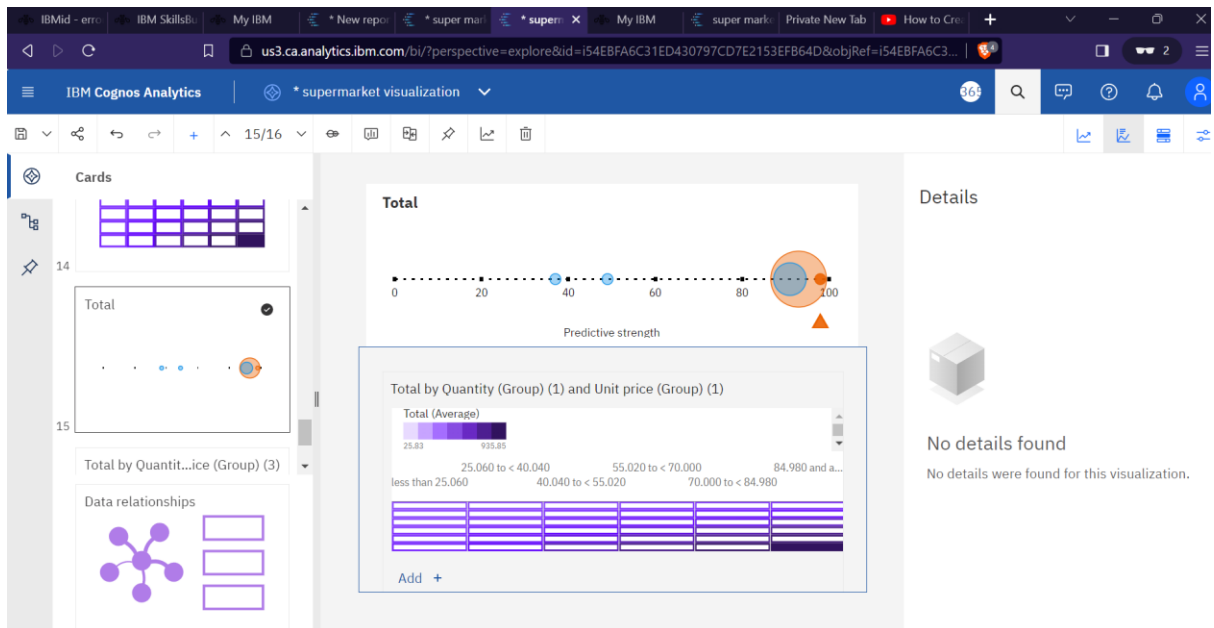 IBMid - erro
IBM SkillsBu
My IBM
* New repor
* super mark
* superm
My IBM
super marke
Private New Tab
How to Crea
us3.ca.analytics.ibm.com/bi/?perspective=explore&id=i54EBFA6C31ED430797CD7E2153EFB64D&objRef=i54EBFA6C3...
4
2
IBM Cognos Analytics
* supermarket visualization
365
15/16
Cards
14
Total
15
Total by Quantit...ice (Group) (3)
Data relationships
Total
0 20 40 60 80 100
Predictive strength
Total by Quantity (Group) (1) and Unit price (Group) (1)
Total (Average)
25.83 935.85
25.060 to < 40.040 55.020 to < 70.000 84.980 and a...
less than 25.060 40.040 to < 55.020 70.000 to < 84.980
Add +
Details
No details found
No details were found for this visualization.